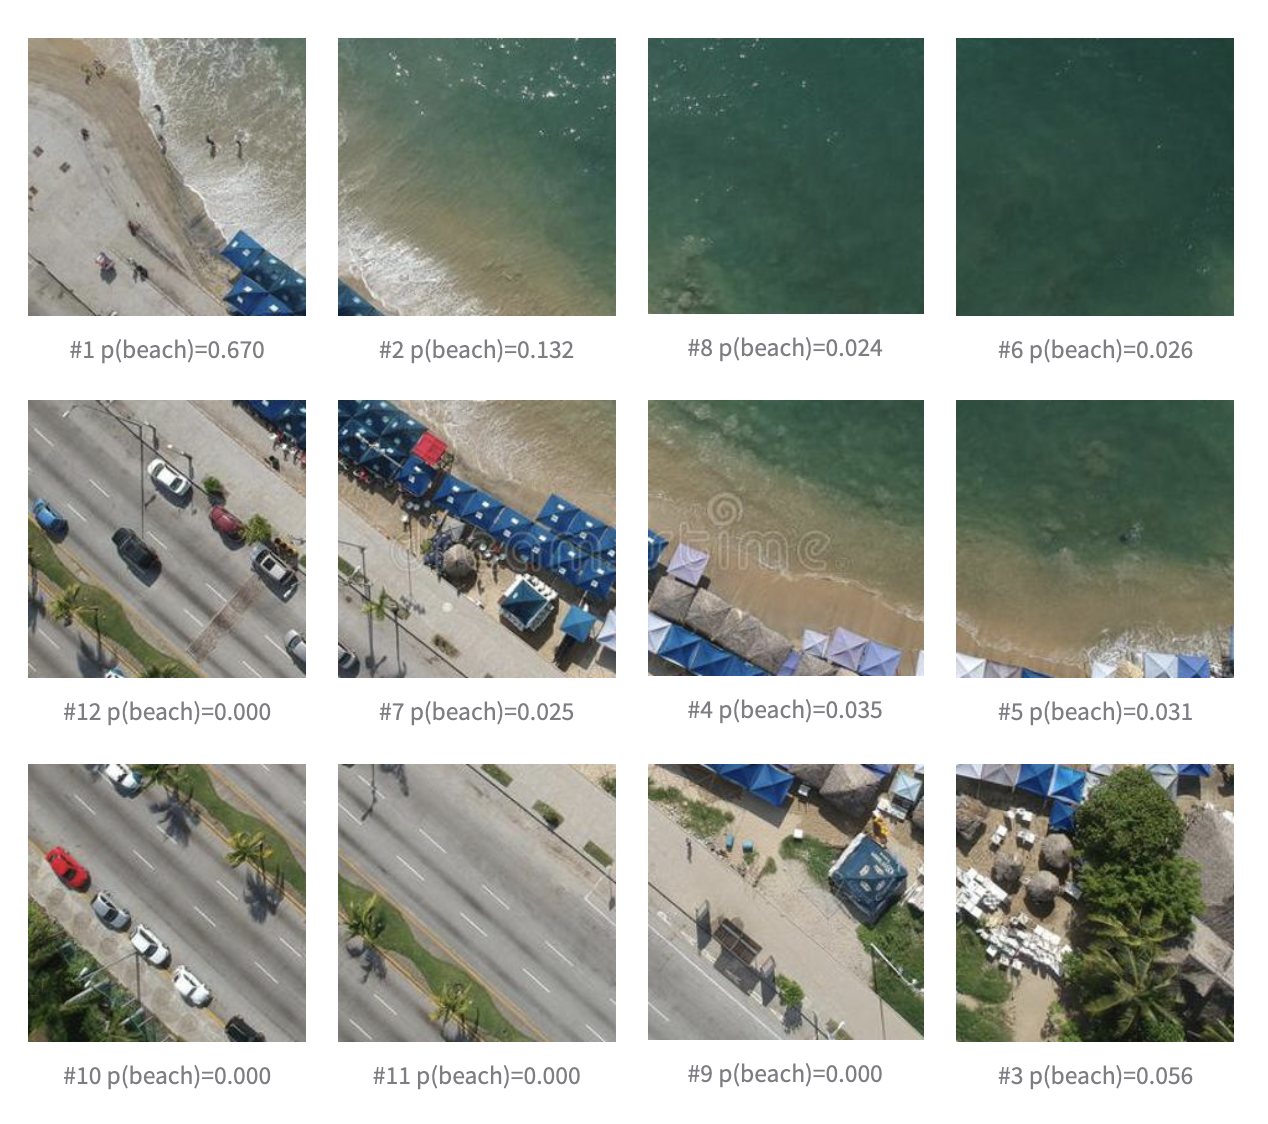 #1 p(beach)=0.670
#2 p(beach)=0.132
#8 p(beach)=0.024
#6 p(beach)=0.026
dreamstime
#12 p(beach)=0.000
#7 p(beach)=0.025
#4 p(beach)=0.035
#5 p(beach)=0.031
#10 p(beach)=0.000
#11 p(beach)=0.000
#9 p(beach)=0.000
#3 p(beach)=0.056